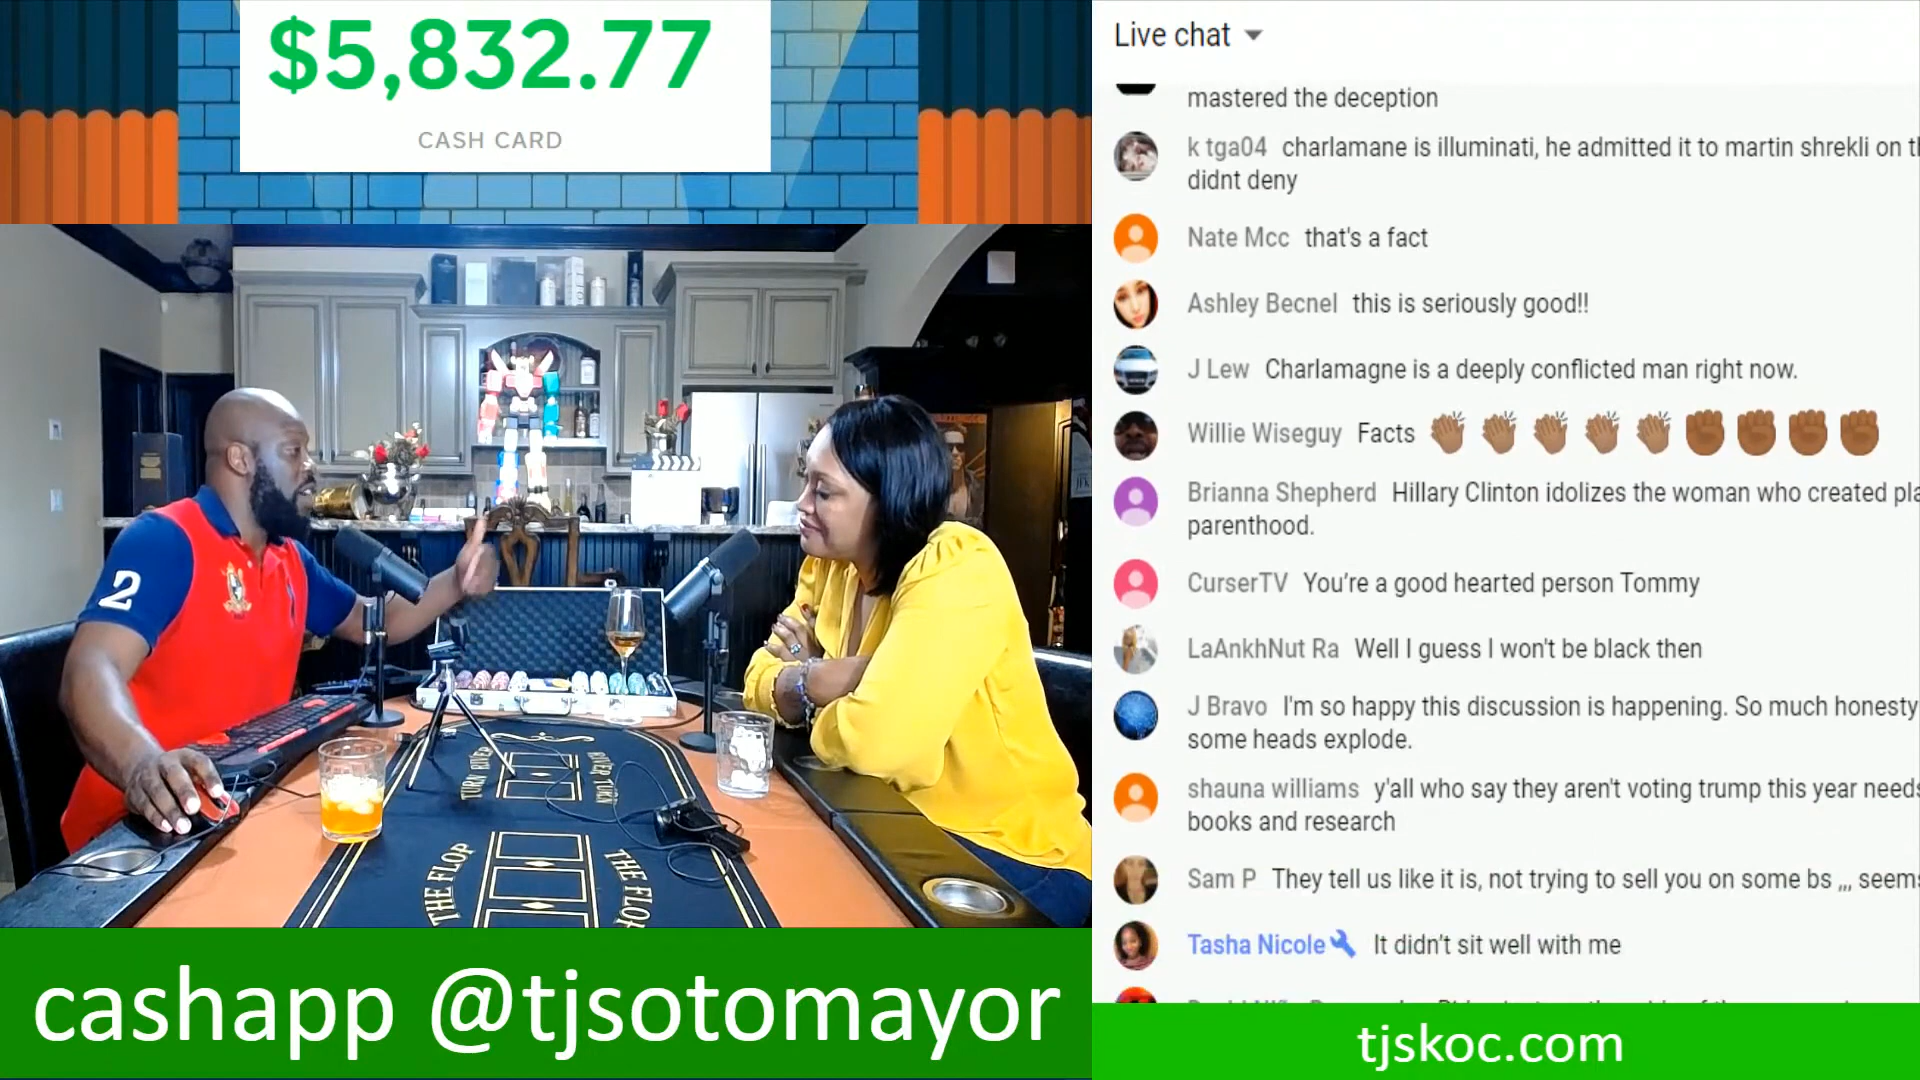 $5,832.77
CASH CARD
2
TURN RIVER
RIVER TURN
THE FLOP
THE FLOP
cashapp @tjsotomayor
Live chat
mastered the deception
k tga04 charlamane is illuminati, he admitted it to martin shrekli on
didnt deny
Nate Mcc that's a fact
Ashley Becnel this is seriously good!!
J Lew Charlamagne is a deeply conflicted man right now.
Willie Wiseguy Facts 👏🏾👏🏾👏🏾👏🏾👏🏾✊🏾✊🏾✊🏾✊🏾
Brianna Shepherd Hillary Clinton idolizes the woman who created
parenthood.
CurserTV You're a good hearted person Tommy
LaAnkhNut Ra Well I guess I won't be black then
J Bravo I'm so happy this discussion is happening. So much honesty
some heads explode.
shauna williams y'all who say they aren't voting trump this year needs
books and research
Sam P They tell us like it is, not trying to sell you on some bs ,,, seems
Tasha Nicole It didn't sit well with me
tjskoc.com